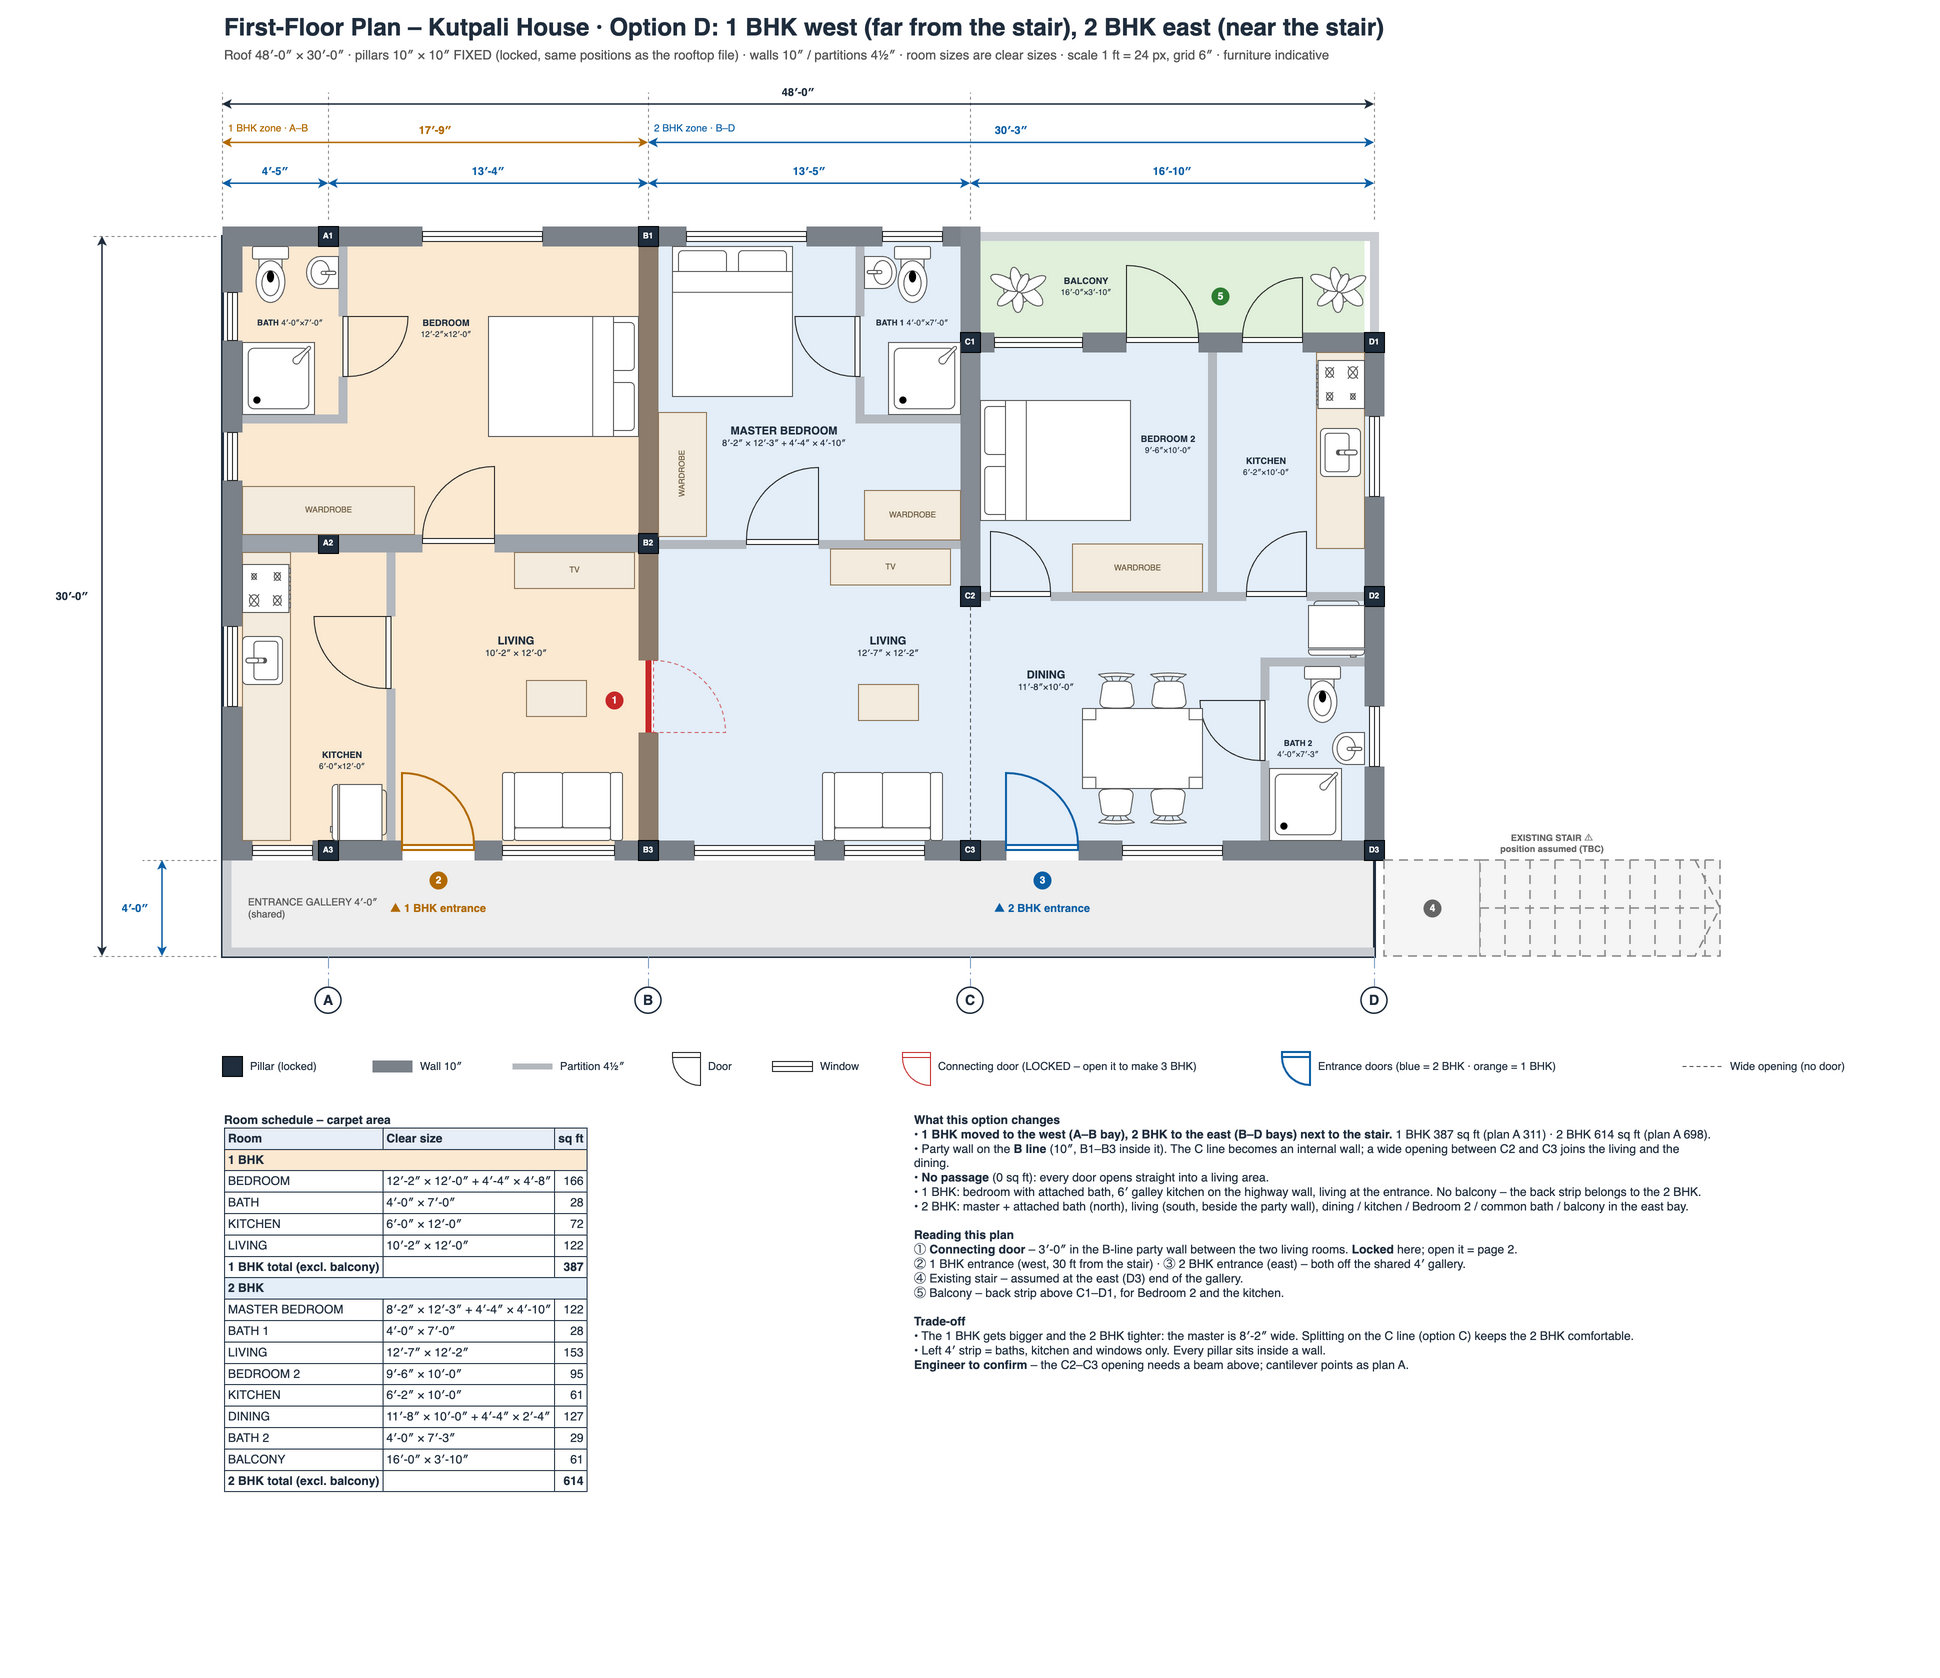 First-Floor Plan – Kutpali House · Option D: 1 BHK west (far from the stair), 2 BHK east (near the stair)
Roof 48′-0″ × 30′-0″ · pillars 10″ × 10″ FIXED (locked, same positions as the rooftop file) · walls 10″ / partitions 4½″ · room sizes are clear sizes · scale 1 ft = 24 px, grid 6″ · furniture indicative
48′-0″
1 BHK zone · A–B
17′-9″
2 BHK zone · B–D
30′-3″
4′-5″
13′-4″
13′-5″
16′-10″
A1
B1
BALCONY
16′-0″×3′-10″
5
BATH 4′-0″×7′-0″
BEDROOM
12′-2″×12′-0″
BATH 1 4′-0″×7′-0″
C1
D1
MASTER BEDROOM
8′-2″ × 12′-3″ + 4′-4″ × 4′-10″
BEDROOM 2
9′-6″×10′-0″
KITCHEN
6′-2″×10′-0″
WARDROBE
WARDROBE
WARDROBE
A2
B2
TV
TV
WARDROBE
30′-0″
C2
D2
LIVING
10′-2″ × 12′-0″
LIVING
12′-7″ × 12′-2″
DINING
11′-8″×10′-0″
1
KITCHEN
6′-0″×12′-0″
BATH 2
4′-0″×7′-3″
EXISTING STAIR ⚠
position assumed (TBC)
A3
B3
C3
D3
2
3
4′-0″
ENTRANCE GALLERY 4′-0″
(shared)
▲ 1 BHK entrance
▲ 2 BHK entrance
4
A
B
C
D
Pillar (locked)
Wall 10″
Partition 4½″
Door
Window
Connecting door (LOCKED – open it to make 3 BHK)
Entrance doors (blue = 2 BHK · orange = 1 BHK)
Wide opening (no door)
Room schedule – carpet area
Room Clear size sq ft
1 BHK
BEDROOM 12′-2″ × 12′-0″ + 4′-4″ × 4′-8″ 166
BATH 4′-0″ × 7′-0″ 28
KITCHEN 6′-0″ × 12′-0″ 72
LIVING 10′-2″ × 12′-0″ 122
1 BHK total (excl. balcony) 387
2 BHK
MASTER BEDROOM 8′-2″ × 12′-3″ + 4′-4″ × 4′-10″ 122
BATH 1 4′-0″ × 7′-0″ 28
LIVING 12′-7″ × 12′-2″ 153
BEDROOM 2 9′-6″ × 10′-0″ 95
KITCHEN 6′-2″ × 10′-0″ 61
DINING 11′-8″ × 10′-0″ + 4′-4″ × 2′-4″ 127
BATH 2 4′-0″ × 7′-3″ 29
BALCONY 16′-0″ × 3′-10″ 61
2 BHK total (excl. balcony) 614
What this option changes
• 1 BHK moved to the west (A–B bay), 2 BHK to the east (B–D bays) next to the stair. 1 BHK 387 sq ft (plan A 311) · 2 BHK 614 sq ft (plan A 698).
• Party wall on the B line (10″, B1–B3 inside it). The C line becomes an internal wall; a wide opening between C2 and C3 joins the living and the
dining.
• No passage (0 sq ft): every door opens straight into a living area.
• 1 BHK: bedroom with attached bath, 6′ galley kitchen on the highway wall, living at the entrance. No balcony – the back strip belongs to the 2 BHK.
• 2 BHK: master + attached bath (north), living (south, beside the party wall), dining / kitchen / Bedroom 2 / common bath / balcony in the east bay.
Reading this plan
① Connecting door – 3′-0″ in the B-line party wall between the two living rooms. Locked here; open it = page 2.
② 1 BHK entrance (west, 30 ft from the stair) · ③ 2 BHK entrance (east) – both off the shared 4′ gallery.
④ Existing stair – assumed at the east (D3) end of the gallery.
⑤ Balcony – back strip above C1–D1, for Bedroom 2 and the kitchen.
Trade-off
• The 1 BHK gets bigger and the 2 BHK tighter: the master is 8′-2″ wide. Splitting on the C line (option C) keeps the 2 BHK comfortable.
• Left 4′ strip = baths, kitchen and windows only. Every pillar sits inside a wall.
Engineer to confirm – the C2–C3 opening needs a beam above; cantilever points as plan A.